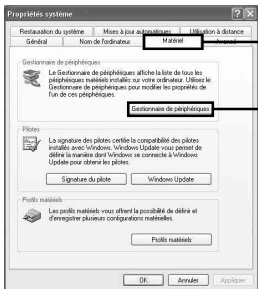 Propriétés système
Restauration du système
Mises à jour automatiques
Utilisation à distance
Général
Nom de l'ordinateur
Matériel
Avancé
Gestionnaire de périphériques
Le Gestionnaire de périphériques affiche la liste de tous les
périphériques matériels installés sur votre ordinateur. Utilisez le
Gestionnaire de périphériques pour modifier les propriétés de
l'un de ces périphériques.
Gestionnaire de périphériques
Pilotes
La signature des pilotes certifie la compatibilité des pilotes
installés avec Windows. Windows Update vous permet de
définir la manière dont Windows se connecte à Windows
Update pour obtenir les pilotes.
Signature du pilote
Windows Update
Profils matériels
Les profils matériels vous offrent la possibilité de définir et
d'enregistrer plusieurs configurations matérielles.
Profils matériels
OK
Annuler
Appliquer